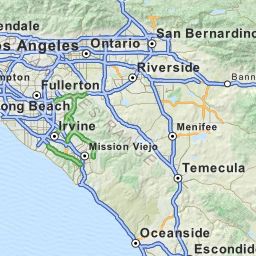 endale
San Bernardino
os Angeles
Ontario
Riverside
Fullerton
mpton
Bann
ong Beach
Irvine
Menifee
Mission Viejo
Temecula
Oceanside
Escondido